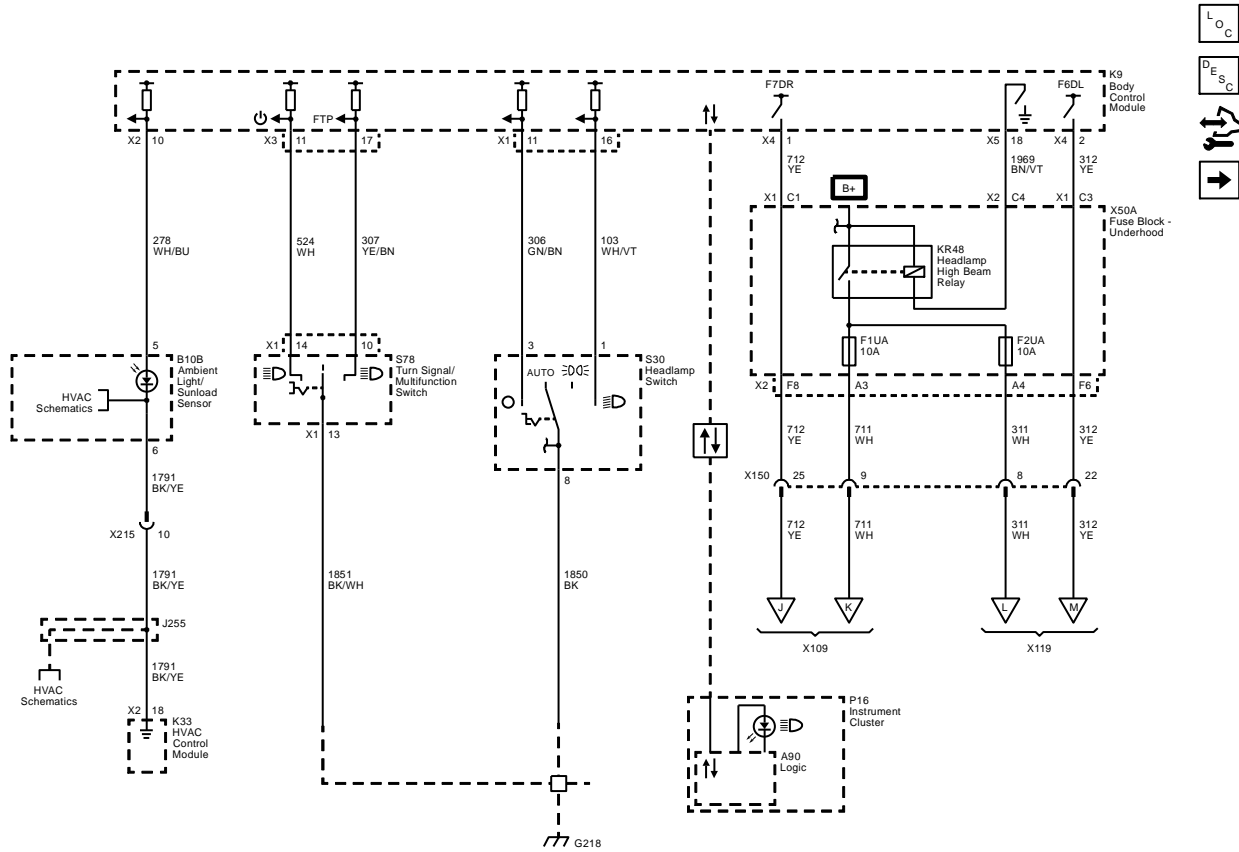 L O C
D E S C
F7DR
F6DL
K9
Body
Control
Module
FTP
X2 10
X3 11
17
X1 11
16
X4 1
X5 18
X4 2
712
YE
1969
BN/VT
312
YE
B+
X1 C1
X2 C4
X1 C3
X50A
Fuse Block -
Underhood
278
WH/BU
524
WH
307
YE/BN
306
GN/BN
103
WH/VT
KR48
Headlamp
High Beam
Relay
F1UA
10A
F2UA
10A
5
X1 14
10
3
1
B10B
Ambient
Light/
Sunload
Sensor
HVAC
Schematics
S78
Turn Signal/
Multifunction
Switch
AUTO
S30
Headlamp
Switch
X2 F8
A3
A4
F6
6
X1 13
8
712
YE
711
WH
311
WH
312
YE
1791
BK/YE
X150 25
9
8
22
X215 10
712
YE
711
WH
311
WH
312
YE
1791
BK/YE
1851
BK/WH
1850
BK
J
K
L
M
J255
X109
X119
1791
BK/YE
HVAC
Schematics
X2 18
K33
HVAC
Control
Module
P16
Instrument
Cluster
A90
Logic
G218